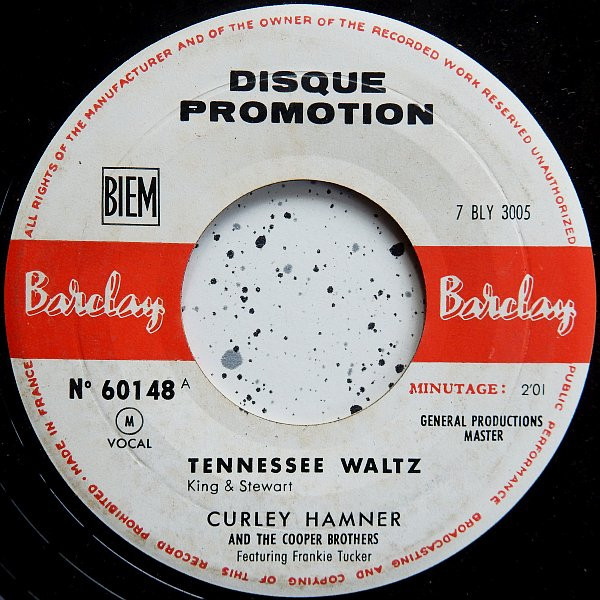 ALL RIGHTS OF THE MANUFACTURER AND OF THE OWNER OF THE RECORDED WORK RESERVED UNAUTHORIZED
PUBLIC PERFORMANCE BROADCASTING AND COPYING OF THIS RECORD PROHIBITED • MADE IN FRANCE
DISQUE
PROMOTION
BIEM
7 BLY 3005
Barclay
Barclay
Nº 60148 A
MINUTAGE: 2'01
M
VOCAL
GENERAL PRODUCTIONS
MASTER
TENNESSEE WALTZ
King & Stewart
CURLEY HAMNER
AND THE COOPER BROTHERS
Featuring Frankie Tucker